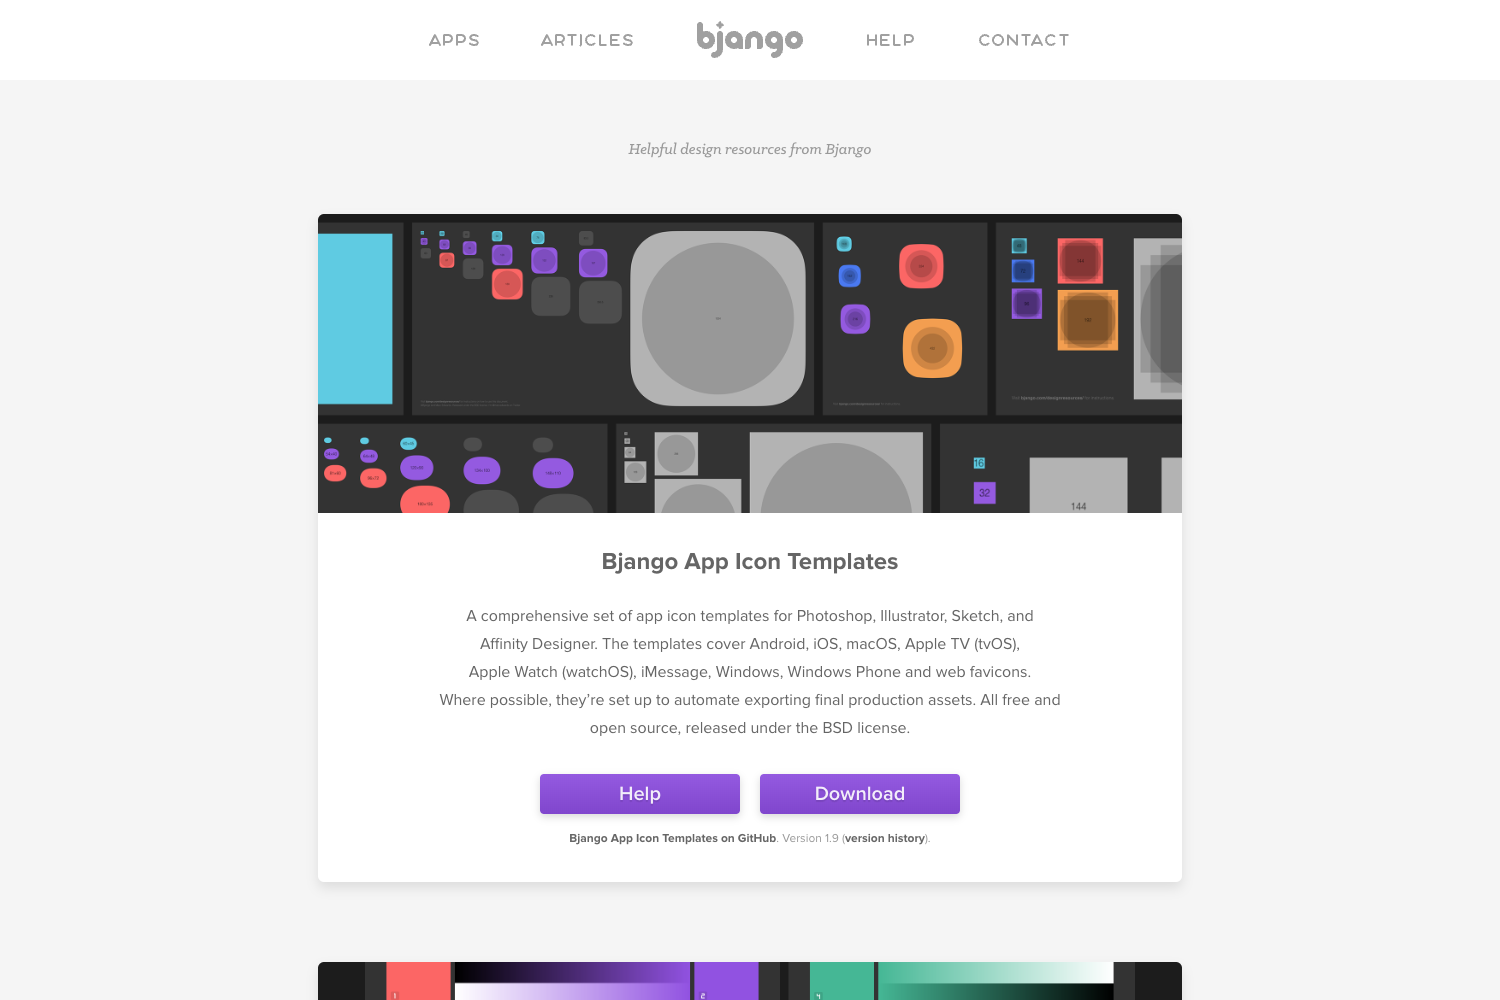 APPS
ARTICLES
bjango
HELP
CONTACT
Helpful design resources from Bjango
16
32
144
Bjango App Icon Templates
A comprehensive set of app icon templates for Photoshop, Illustrator, Sketch, and
Affinity Designer. The templates cover Android, iOS, macOS, Apple TV (tvOS),
Apple Watch (watchOS), iMessage, Windows, Windows Phone and web favicons.
Where possible, they’re set up to automate exporting final production assets. All free and
open source, released under the BSD license.
Help
Download
Bjango App Icon Templates on GitHub. Version 1.9 (version history).
1
2
4